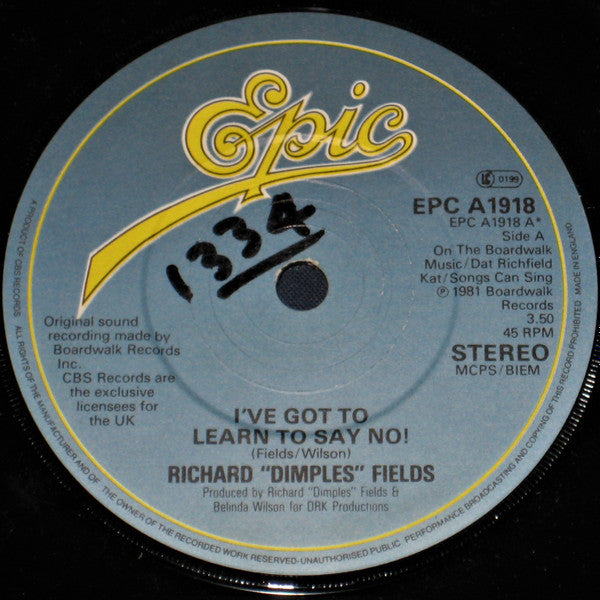 Epic
LC 0199
EPC A1918
EPC A1918 A*
Side A
On The Boardwalk
Music/Dat Richfield
Kat/Songs Can Sing
℗ 1981 Boardwalk
Records
3.50
45 RPM
STEREO
MCPS/BIEM
1334
Original sound
recording made by
Boardwalk Records
Inc.
CBS Records are
the exclusive
licensees for
the UK
I'VE GOT TO
LEARN TO SAY NO!
(Fields/Wilson)
RICHARD "DIMPLES" FIELDS
Produced by Richard "Dimples" Fields &
Belinda Wilson for DRK Productions
A PRODUCT OF CBS RECORDS ALL RIGHTS OF THE MANUFACTURER AND OF THE OWNER OF THE RECORDED WORK RESERVED-UNAUTHORISED PUBLIC PERFORMANCE BROADCASTING AND COPYING OF THIS RECORD PROHIBITED MADE IN ENGLAND